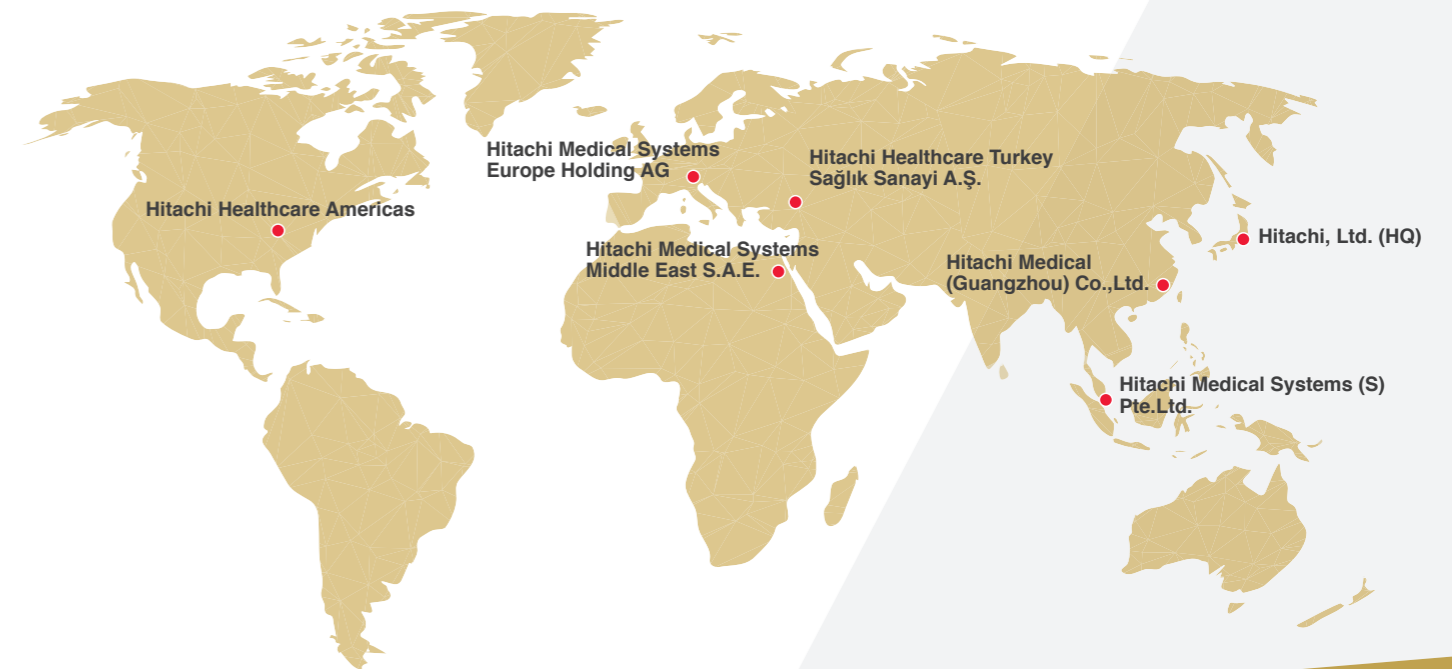 Hitachi Medical Systems
Europe Holding AG
Hitachi Healthcare Turkey
Sağlık Sanayi A.Ş.
Hitachi Healthcare Americas
Hitachi, Ltd. (HQ)
Hitachi Medical Systems
Middle East S.A.E.
Hitachi Medical
(Guangzhou) Co.,Ltd.
Hitachi Medical Systems (S)
Pte.Ltd.